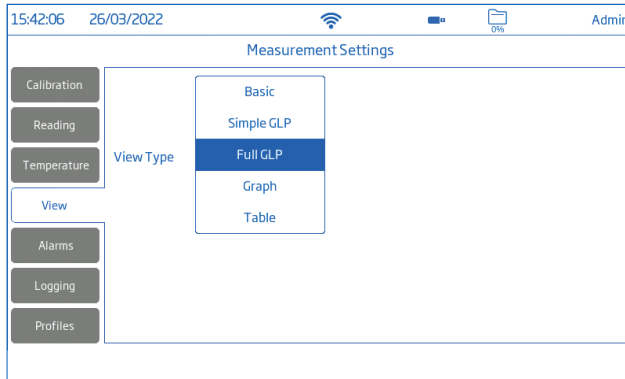 15:42:06 26/03/2022 0% Admin
Measurement Settings
Calibration
Reading
Temperature
View
Alarms
Logging
Profiles
View Type
Basic
Simple GLP
Full GLP
Graph
Table